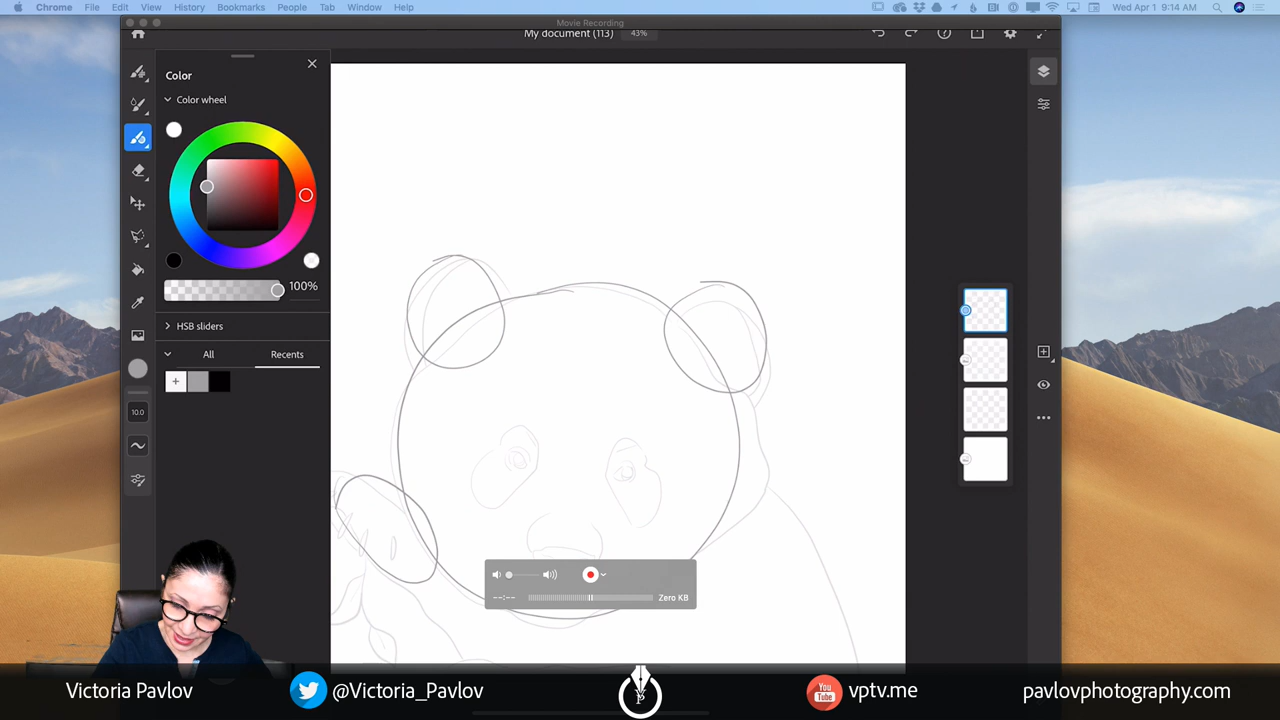 Chrome File Edit View History Bookmarks People Tab Window Help
Wed Apr 1 9:14 AM
Movie Recording
My document (113) 43%
Color
Color wheel
100%
HSB sliders
All Recents
10.0
--:-- Zero KB
Victoria Pavlov @Victoria_Pavlov You Tube vptv.me pavlovphotography.com